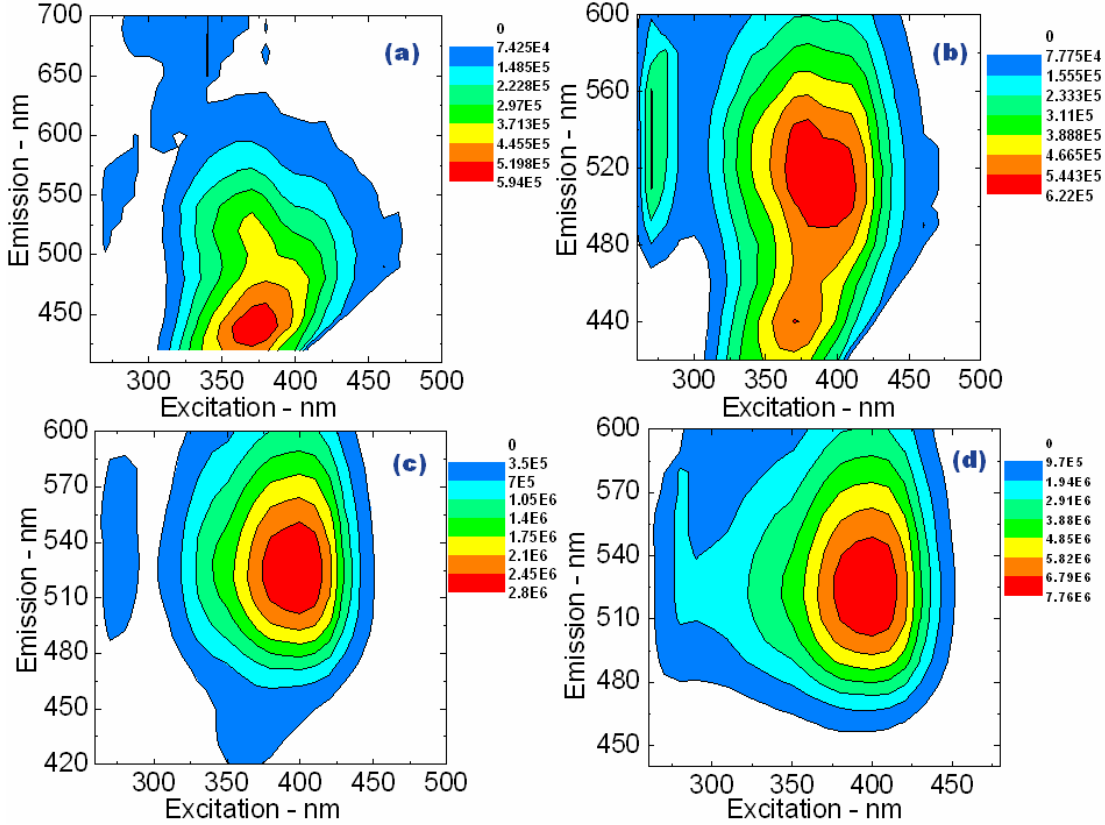 (a)
700
650
600
550
500
450
Emission - nm
300 350 400 450 500
Excitation - nm
0
7.425E4
1.485E5
2.228E5
2.97E5
3.713E5
4.455E5
5.198E5
5.94E5
(b)
600
560
520
480
440
Emission - nm
300 350 400 450 500
Excitation - nm
0
7.775E4
1.555E5
2.333E5
3.11E5
3.888E5
4.665E5
5.443E5
6.22E5
(c)
600
570
540
510
480
450
420
Emission - nm
300 350 400 450 500
Excitation - nm
0
3.5E5
7E5
1.05E6
1.4E6
1.75E6
2.1E6
2.45E6
2.8E6
(d)
600
570
540
510
480
450
Emission - nm
300 350 400 450
Excitation - nm
0
9.7E5
1.94E6
2.91E6
3.88E6
4.85E6
5.82E6
6.79E6
7.76E6